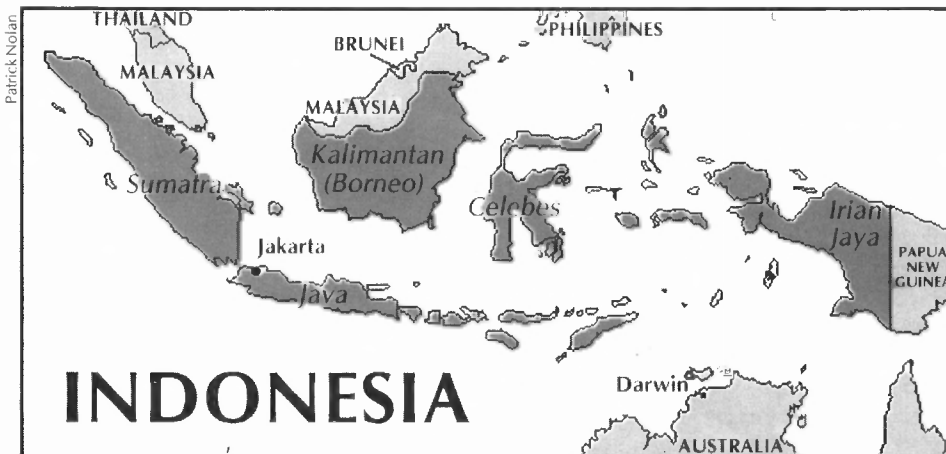 Patrick Nolan
THAILAND
PHILIPPINES
BRUNEI
MALAYSIA
MALAYSIA
Kalimantan
(Borneo)
Sumatra
Celebes
Irian
Jaya
Jakarta
PAPUA
NEW
GUINEA
Java
INDONESIA
Darwin
AUSTRALIA